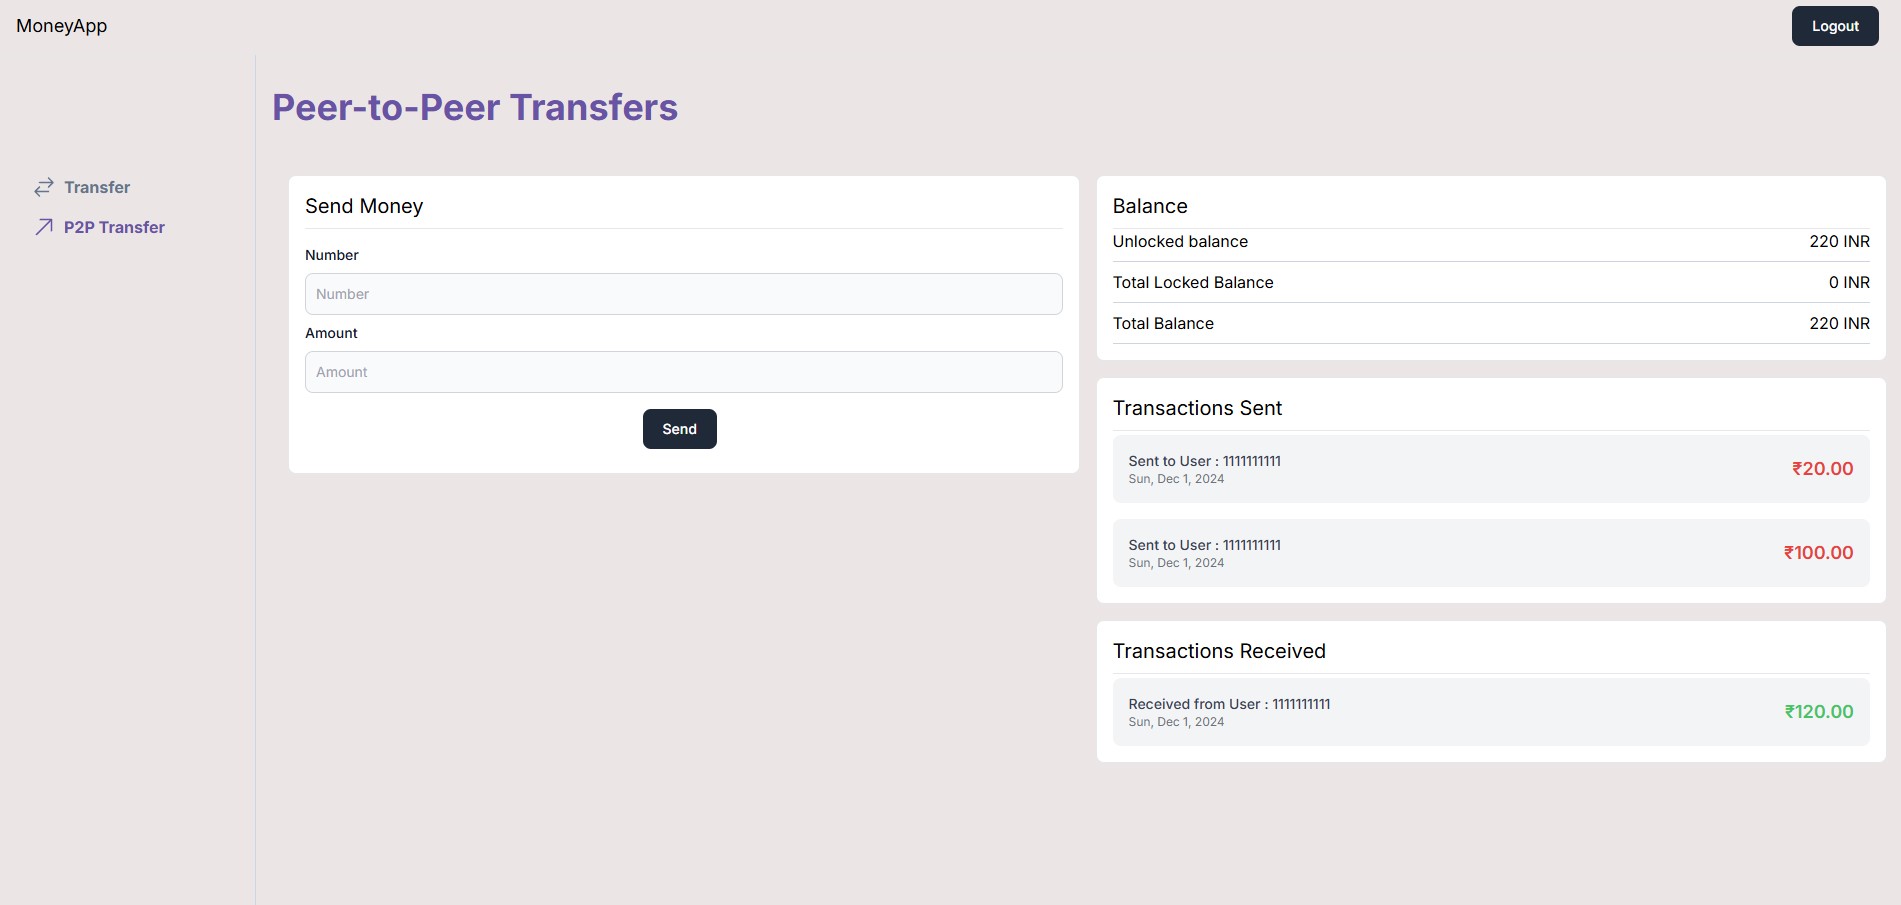 MoneyApp
Logout
Peer-to-Peer Transfers
Transfer
P2P Transfer
Send Money
Number
Number
Amount
Amount
Send
Balance
Unlocked balance 220 INR
Total Locked Balance 0 INR
Total Balance 220 INR
Transactions Sent
Sent to User : 1111111111
Sun, Dec 1, 2024
₹20.00
Sent to User : 1111111111
Sun, Dec 1, 2024
₹100.00
Transactions Received
Received from User : 1111111111
Sun, Dec 1, 2024
₹120.00